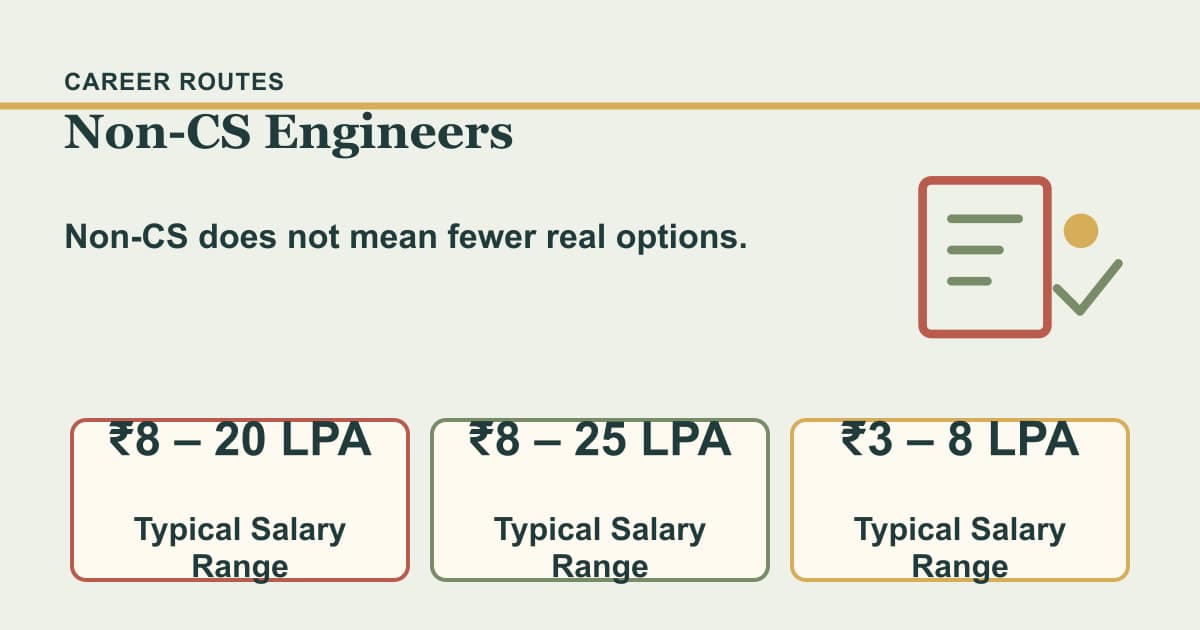 CAREER ROUTES
Non-CS Engineers
Non-CS does not mean fewer real options.
₹8 – 20 LPA
Typical Salary
Range
₹8 – 25 LPA
Typical Salary
Range
₹3 – 8 LPA
Typical Salary
Range